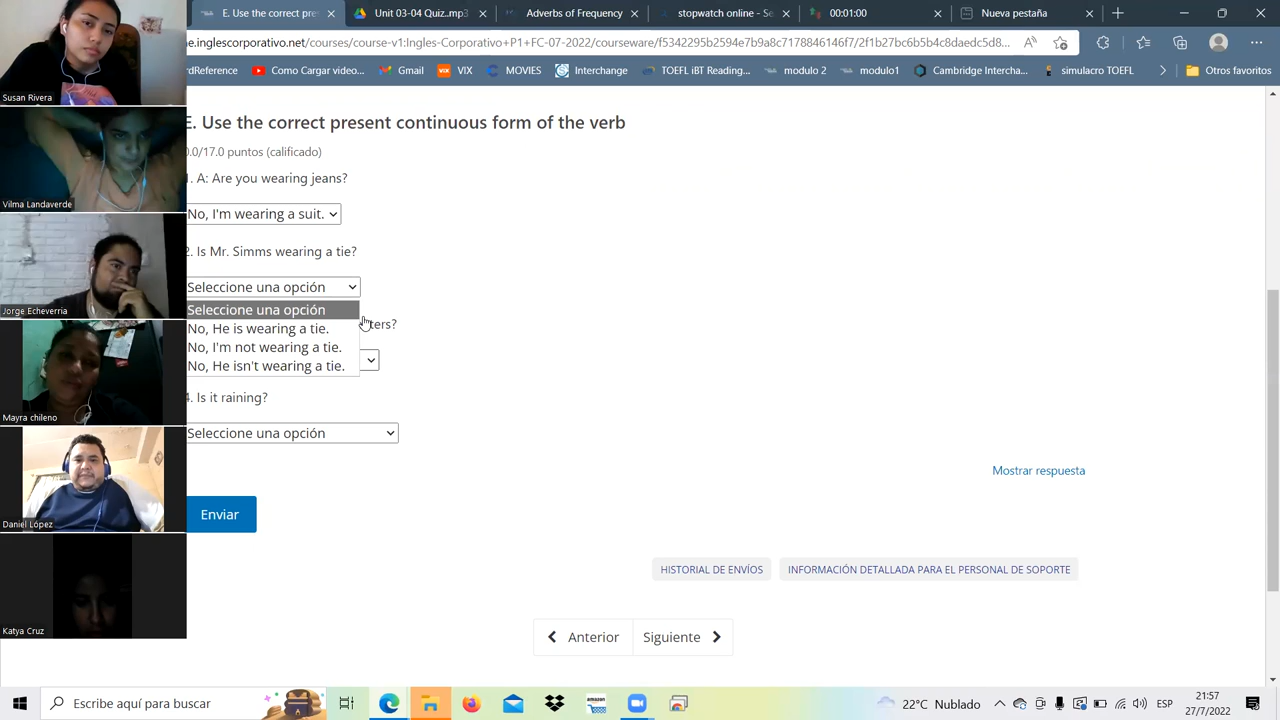 E. Use the correct pres
Unit 03-04 Quiz.mp3
Adverbs of Frequency
stopwatch online - Se
00:01:00
Nueva pestaña
ne.inglescorporativo.net/courses/course-v1:Ingles-Corporativo+P1+FC-07-2022/courseware/f5342295b2594e7b9a8c7178846146f7/2f1b27bc6b5b4c8daedc5d8...
rdReference
Como Cargar video...
Gmail
VIX
MOVIES
Interchange
TOEFL iBT Reading...
modulo 2
modulo1
Cambridge Intercha...
simulacro TOEFL
Otros favoritos
Susan Rivera
Vilma Landaverde
Jorge Echeverria
Mayra chileno
Daniel López
Katya Cruz
E. Use the correct present continuous form of the verb
0.0/17.0 puntos (calificado)
1. A: Are you wearing jeans?
No, I'm wearing a suit.
2. Is Mr. Simms wearing a tie?
Seleccione una opción
Seleccione una opción
No, He is wearing a tie.
No, I'm not wearing a tie.
No, He isn't wearing a tie.
ters?
4. Is it raining?
Seleccione una opción
Mostrar respuesta
Enviar
HISTORIAL DE ENVÍOS
INFORMACIÓN DETALLADA PARA EL PERSONAL DE SOPORTE
Anterior
Siguiente
Escribe aquí para buscar
22°C Nublado
ESP
21:57
27/7/2022